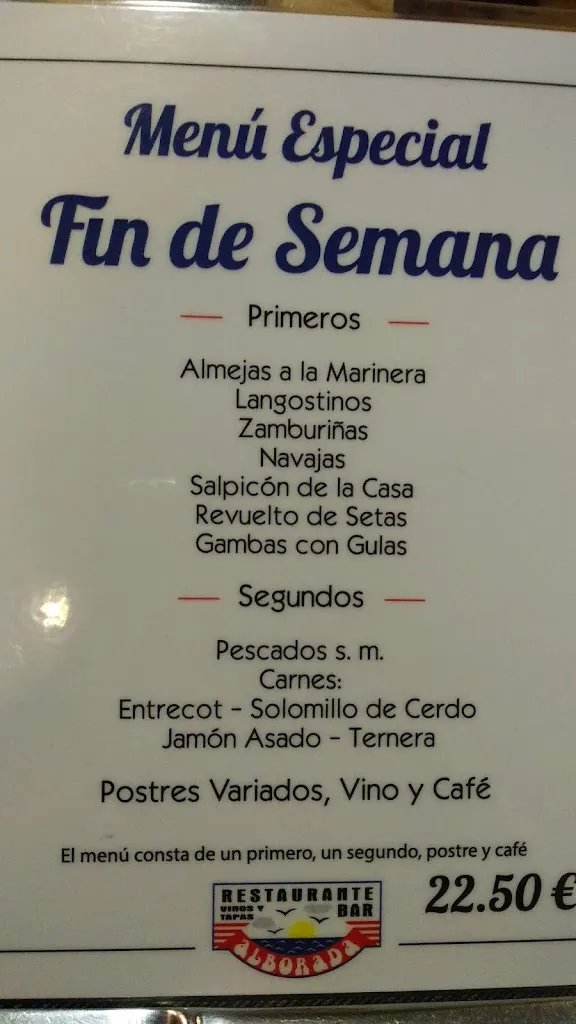 Menú Especial
Fin de Semana
Primeros
Almejas a la Marinera
Langostinos
Zamburiñas
Navajas
Salpicón de la Casa
Revuelto de Setas
Gambas con Gulas
Segundos
Pescados s. m.
Carnes:
Entrecot - Solomillo de Cerdo
Jamón Asado - Ternera
Postres Variados, Vino y Café
El menú consta de un primero, un segundo, postre y café
22.50 €
RESTAURANTE
VINOS Y
TAPAS
BAR
ALBORADA